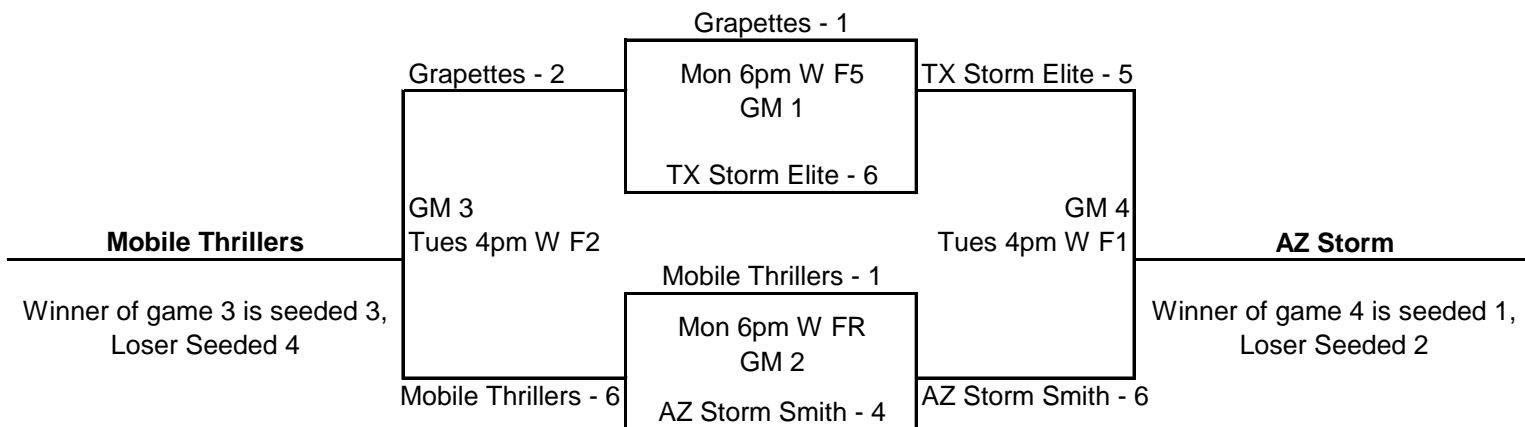 Grapettes - 1
Grapettes - 2
Mon 6pm W F5
GM 1
TX Storm Elite - 5
TX Storm Elite - 6
GM 3
Tues 4pm W F2
GM 4
Tues 4pm W F1
Mobile Thrillers
AZ Storm
Mobile Thrillers - 1
Winner of game 3 is seeded 3,
Loser Seeded 4
Mon 6pm W FR
GM 2
Winner of game 4 is seeded 1,
Loser Seeded 2
Mobile Thrillers - 6
AZ Storm Smith - 4
AZ Storm Smith - 6